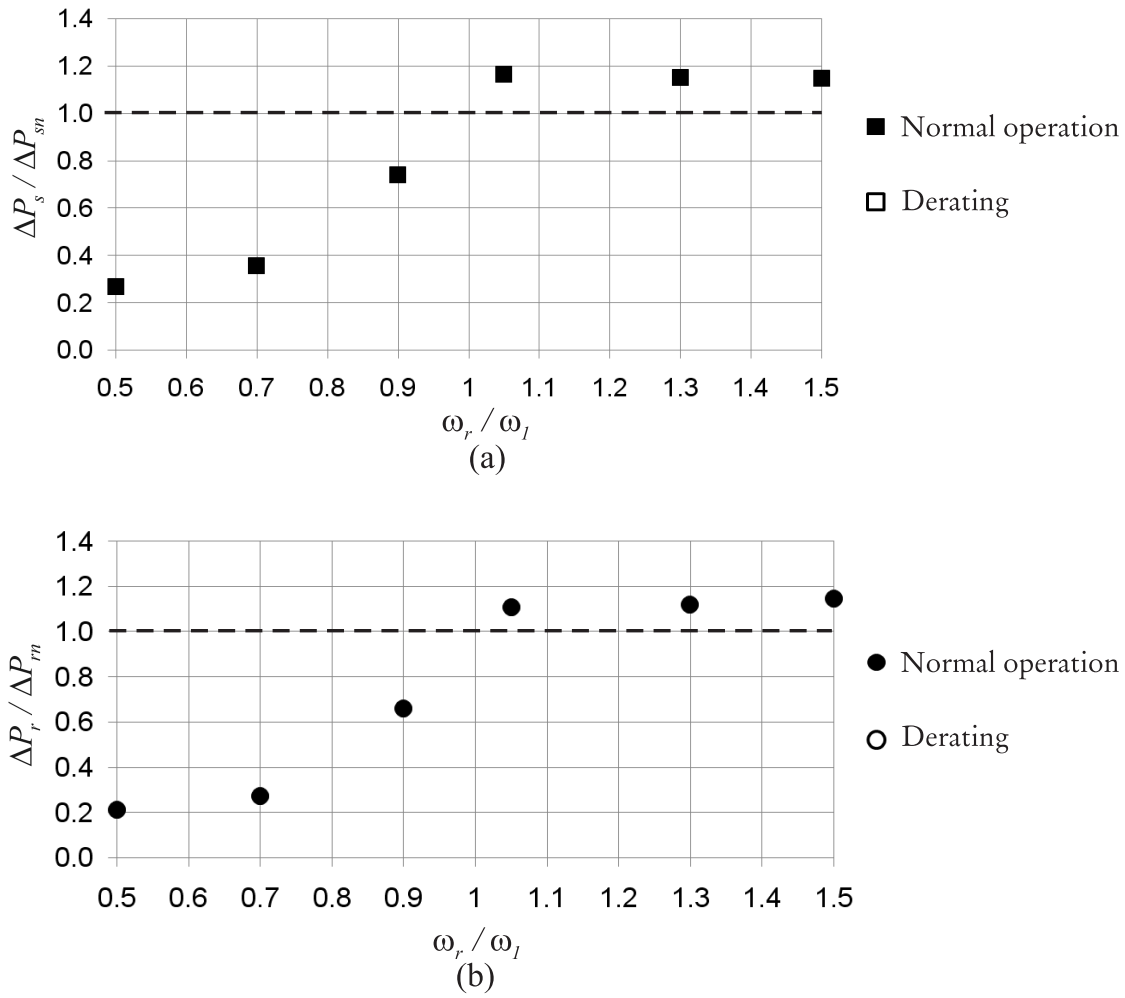 1.4
1.2
1.0
0.8
0.6
0.4
0.2
0.0
ΔPs / ΔPsn
0.5 0.6 0.7 0.8 0.9 1 1.1 1.2 1.3 1.4 1.5
ωr / ω1
(a)
Normal operation
Derating
1.4
1.2
1.0
0.8
0.6
0.4
0.2
0.0
ΔPr / ΔPrn
0.5 0.6 0.7 0.8 0.9 1 1.1 1.2 1.3 1.4 1.5
ωr / ω1
(b)
Normal operation
Derating